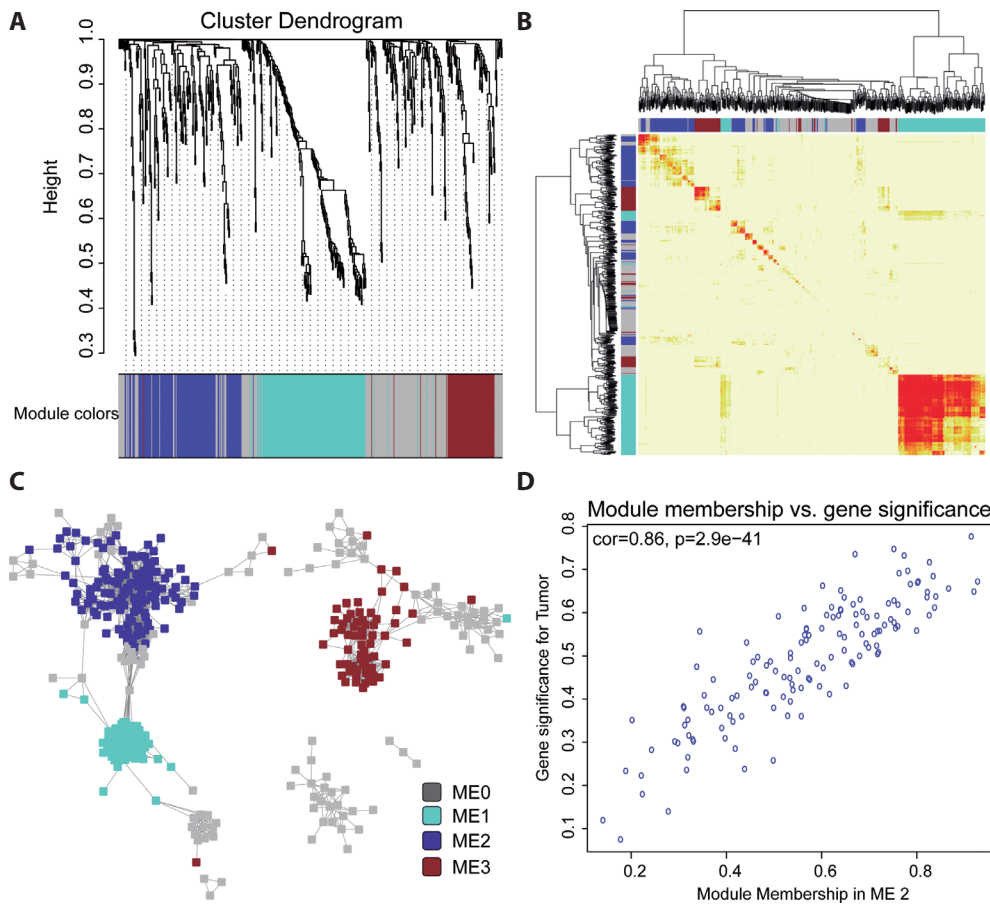 A
Cluster Dendrogram
Height
1.0
0.9
0.8
0.7
0.6
0.5
0.4
0.3
Module colors
B
C
ME0
ME1
ME2
ME3
D
Module membership vs. gene significance
cor=0.86, p=2.9e−41
Gene significance for Tumor
0.8
0.7
0.6
0.5
0.4
0.3
0.2
0.1
0.2 0.4 0.6 0.8
Module Membership in ME 2